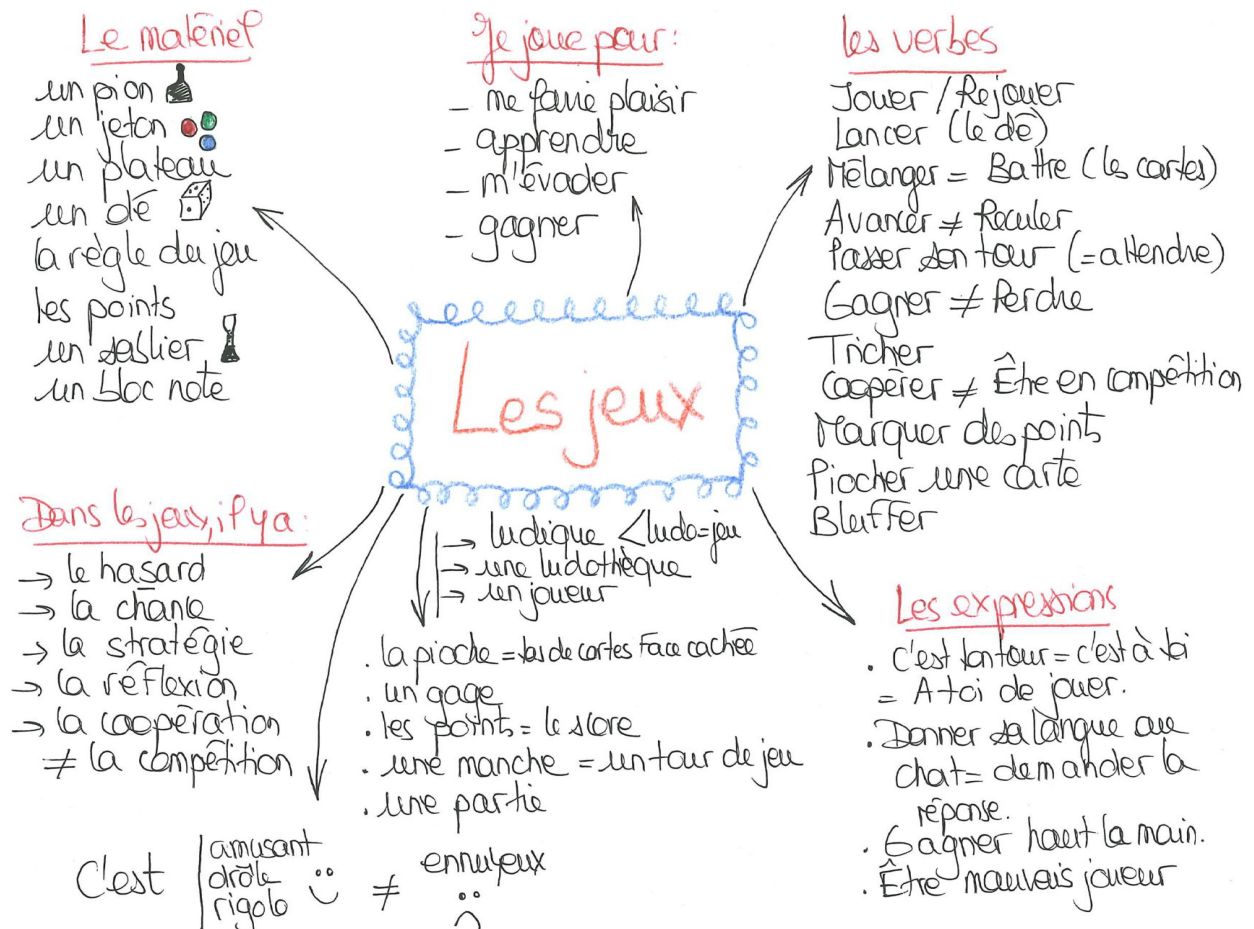 Le matériel
un pion
un jeton
un plateau
un dé
la règle du jeu
les points
un sablier
un bloc note
Je joue pour:
- me faire plaisir
- apprendre
- m'évader
- gagner
les verbes
Jouer / Rejouer
Lancer (le dé)
Mélanger = Battre (les cartes)
Avancer ≠ Reculer
Passer son tour (=attendre)
Gagner ≠ Perdre
Tricher
Coopérer ≠ Être en compétition
Marquer des points
Piocher une carte
Bluffer
Les jeux
Dans les jeux, il y a:
→ le hasard
→ la chance
→ la stratégie
→ la réflexion
→ la coopération
≠ la compétition
→ ludique < ludo=jeu
→ une ludothèque
→ un joueur
. la pioche = tas de cartes face cachée
. un gage
. les point = le score
. une manche = un tour de jeu
. une partie
C'est
amusant
drôle
rigolo
≠
ennuyeux
Les expressions
. C'est ton tour = c'est à toi
= A toi de jouer.
. Donner sa langue au
chat = demander la
réponse.
. Gagner haut la main.
. Être mauvais joueur